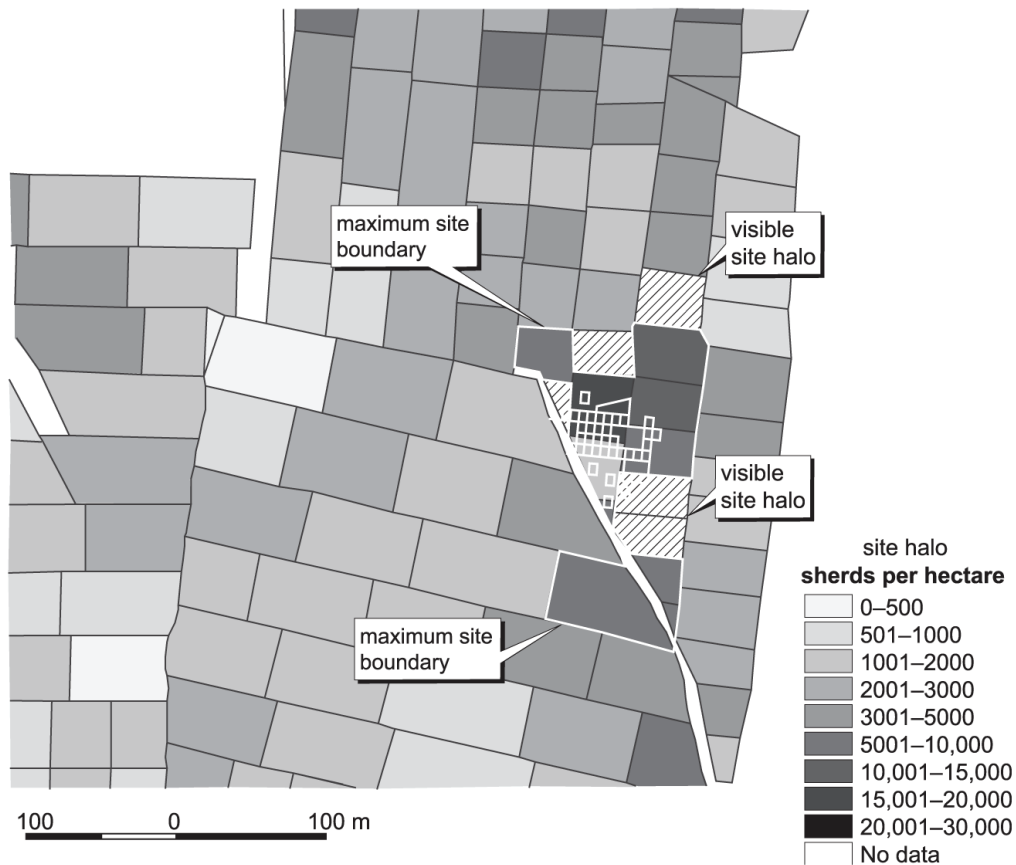 maximum site
boundary
visible
site halo
visible
site halo
maximum site
boundary
site halo
sherds per hectare
0–500
501–1000
1001–2000
2001–3000
3001–5000
5001–10,000
10,001–15,000
15,001–20,000
20,001–30,000
No data
100 0 100 m